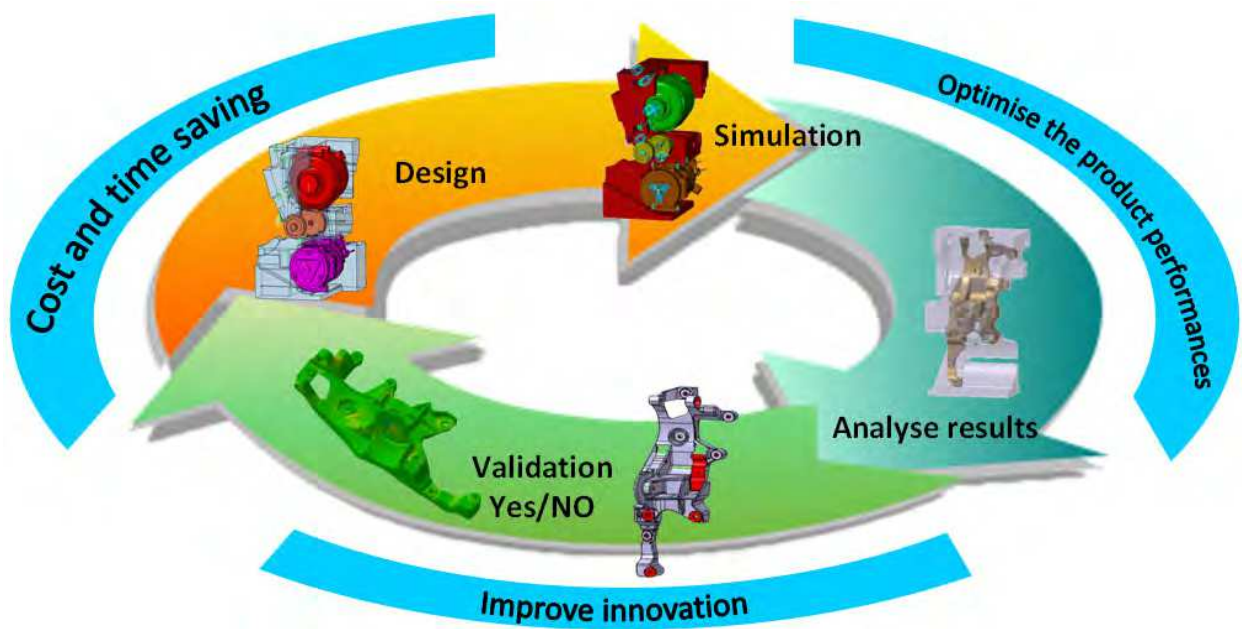 Cost and time saving
Design
Simulation
Optimise the product performances
Analyse results
Validation
Yes/NO
Improve innovation